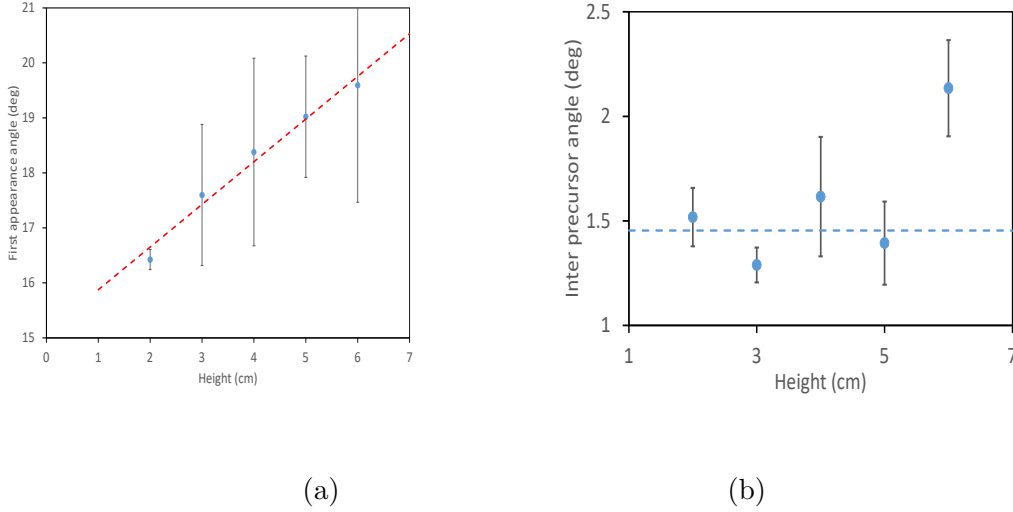 21
20
19
18
17
16
15
0 1 2 3 4 5 6 7
First appearance angle (deg)
Height (cm)
(a)
2.5
2
1.5
1
1 3 5 7
Inter precursor angle (deg)
Height (cm)
(b)